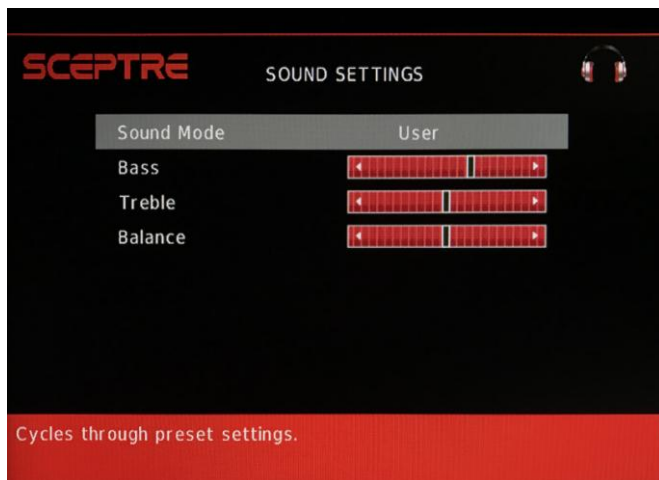 SCEPTRE
SOUND SETTINGS
Sound Mode User
Bass
Treble
Balance
Cycles through preset settings.